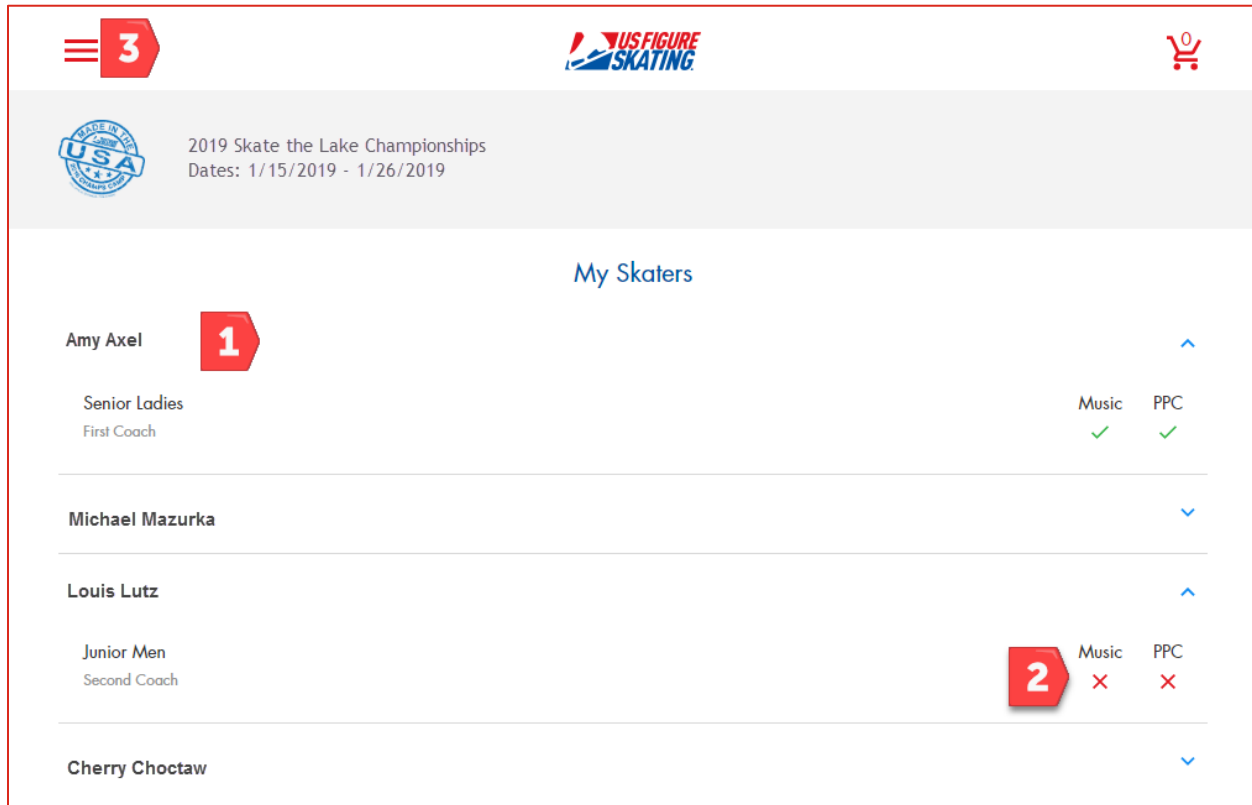 3
US FIGURE
SKATING
0
MADE IN THE
USA
CHAMPS CAMP
2019 Skate the Lake Championships
Dates: 1/15/2019 - 1/26/2019
My Skaters
Amy Axel
1
Senior Ladies
Music PPC
First Coach
Michael Mazurka
Louis Lutz
Junior Men
Music PPC
Second Coach
2
Cherry Choctaw